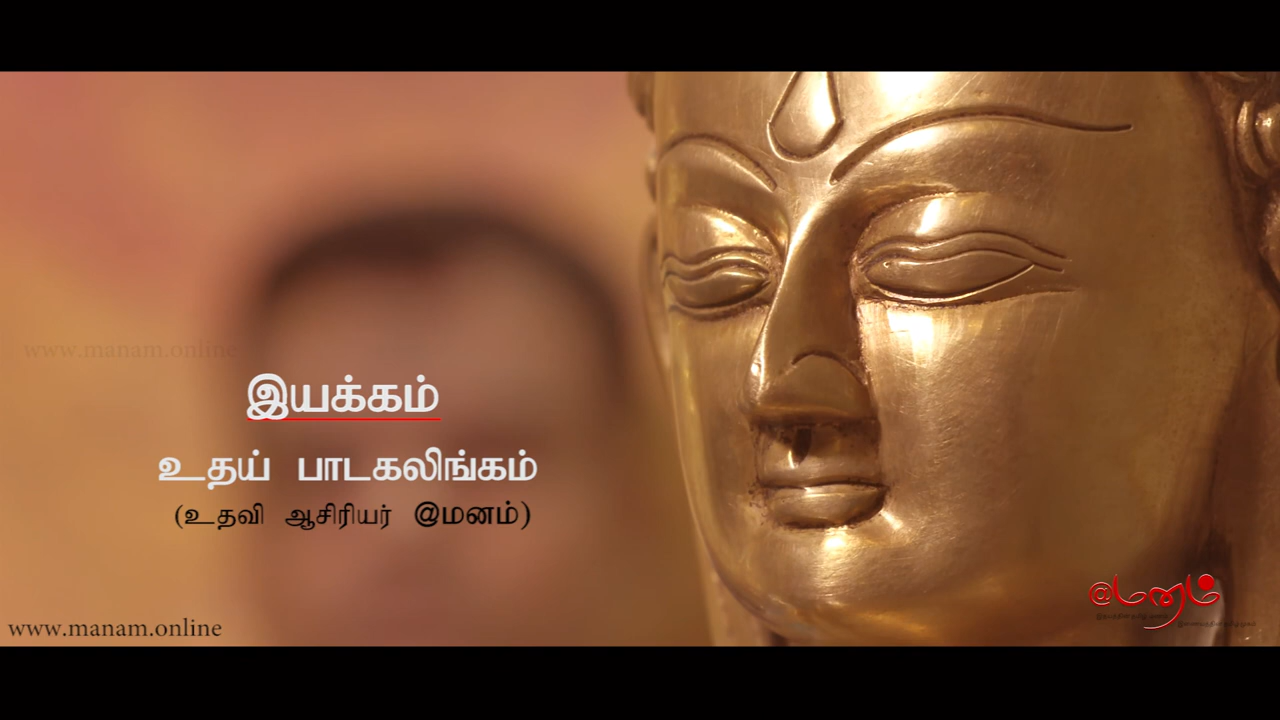 www.manam.online
இயக்கம்
உதய் பாடகலிங்கம்
(உதவி ஆசிரியர் @மனம்)
www.manam.online
@மனம்